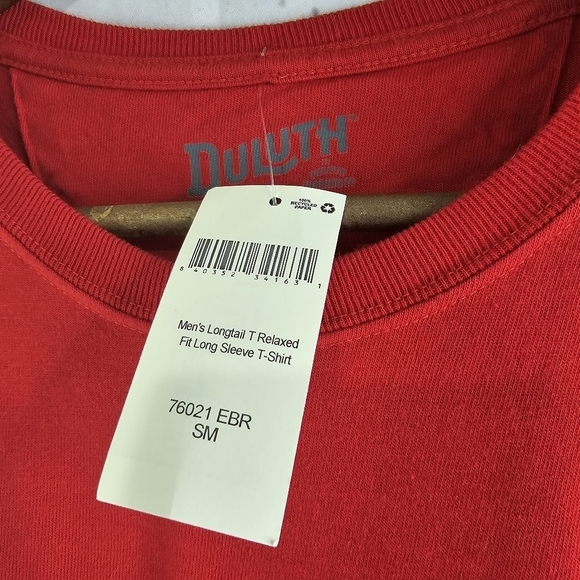 DULUTH
100%
RECYCLED
PAPER
8 40352 34163 1
Men's Longtail T Relaxed
Fit Long Sleeve T-Shirt
76021 EBR
SM